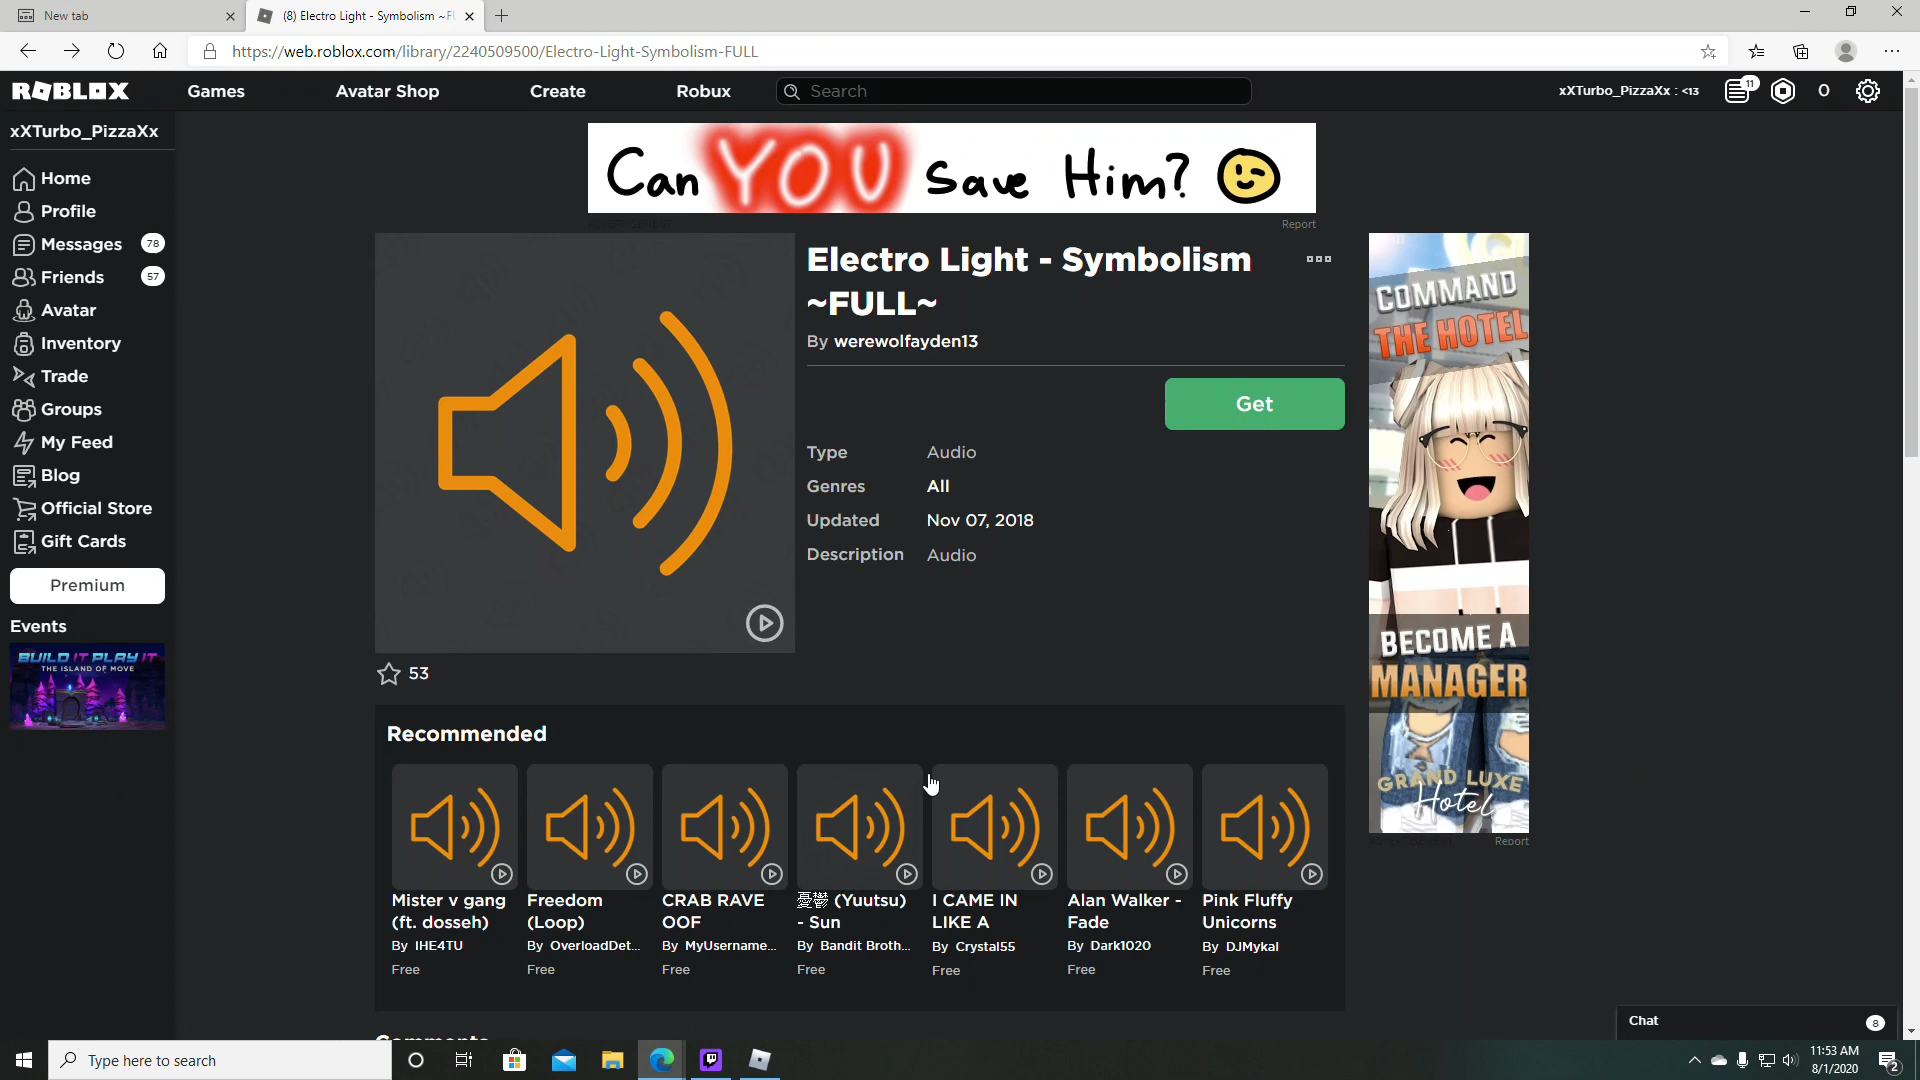 New tab
(8) Electro Light - Symbolism ~FU
https://web.roblox.com/library/2240509500/Electro-Light-Symbolism-FULL
ROBLOX
Games
Avatar Shop
Create
Robux
Search
xXTurbo_PizzaXx : <13
11
0
xXTurbo_PizzaXx
Home
Profile
Messages 78
Friends 57
Avatar
Inventory
Trade
Groups
My Feed
Blog
Official Store
Gift Cards
Premium
Events
BUILD IT PLAY IT
THE ISLAND OF MOVE
Can YOU Save Him?
Report
Electro Light - Symbolism
~FULL~
By werewolfayden13
Get
Type Audio
Genres All
Updated Nov 07, 2018
Description Audio
53
COMMAND
THE HOTEL
BECOME A
MANAGER
GRAND LUXE
Hotel
Report
Recommended
Mister v gang
(ft. dosseh)
By IHE4TU
Free
Freedom
(Loop)
By OverloadDet...
Free
CRAB RAVE
OOF
By MyUsername...
Free
憂鬱 (Yuutsu)
- Sun
By Bandit Broth...
Free
I CAME IN
LIKE A
By Crystal55
Free
Alan Walker -
Fade
By Dark1020
Free
Pink Fluffy
Unicorns
By DJMykal
Free
Comments
Chat 8
Type here to search
11:53 AM
8/1/2020
2